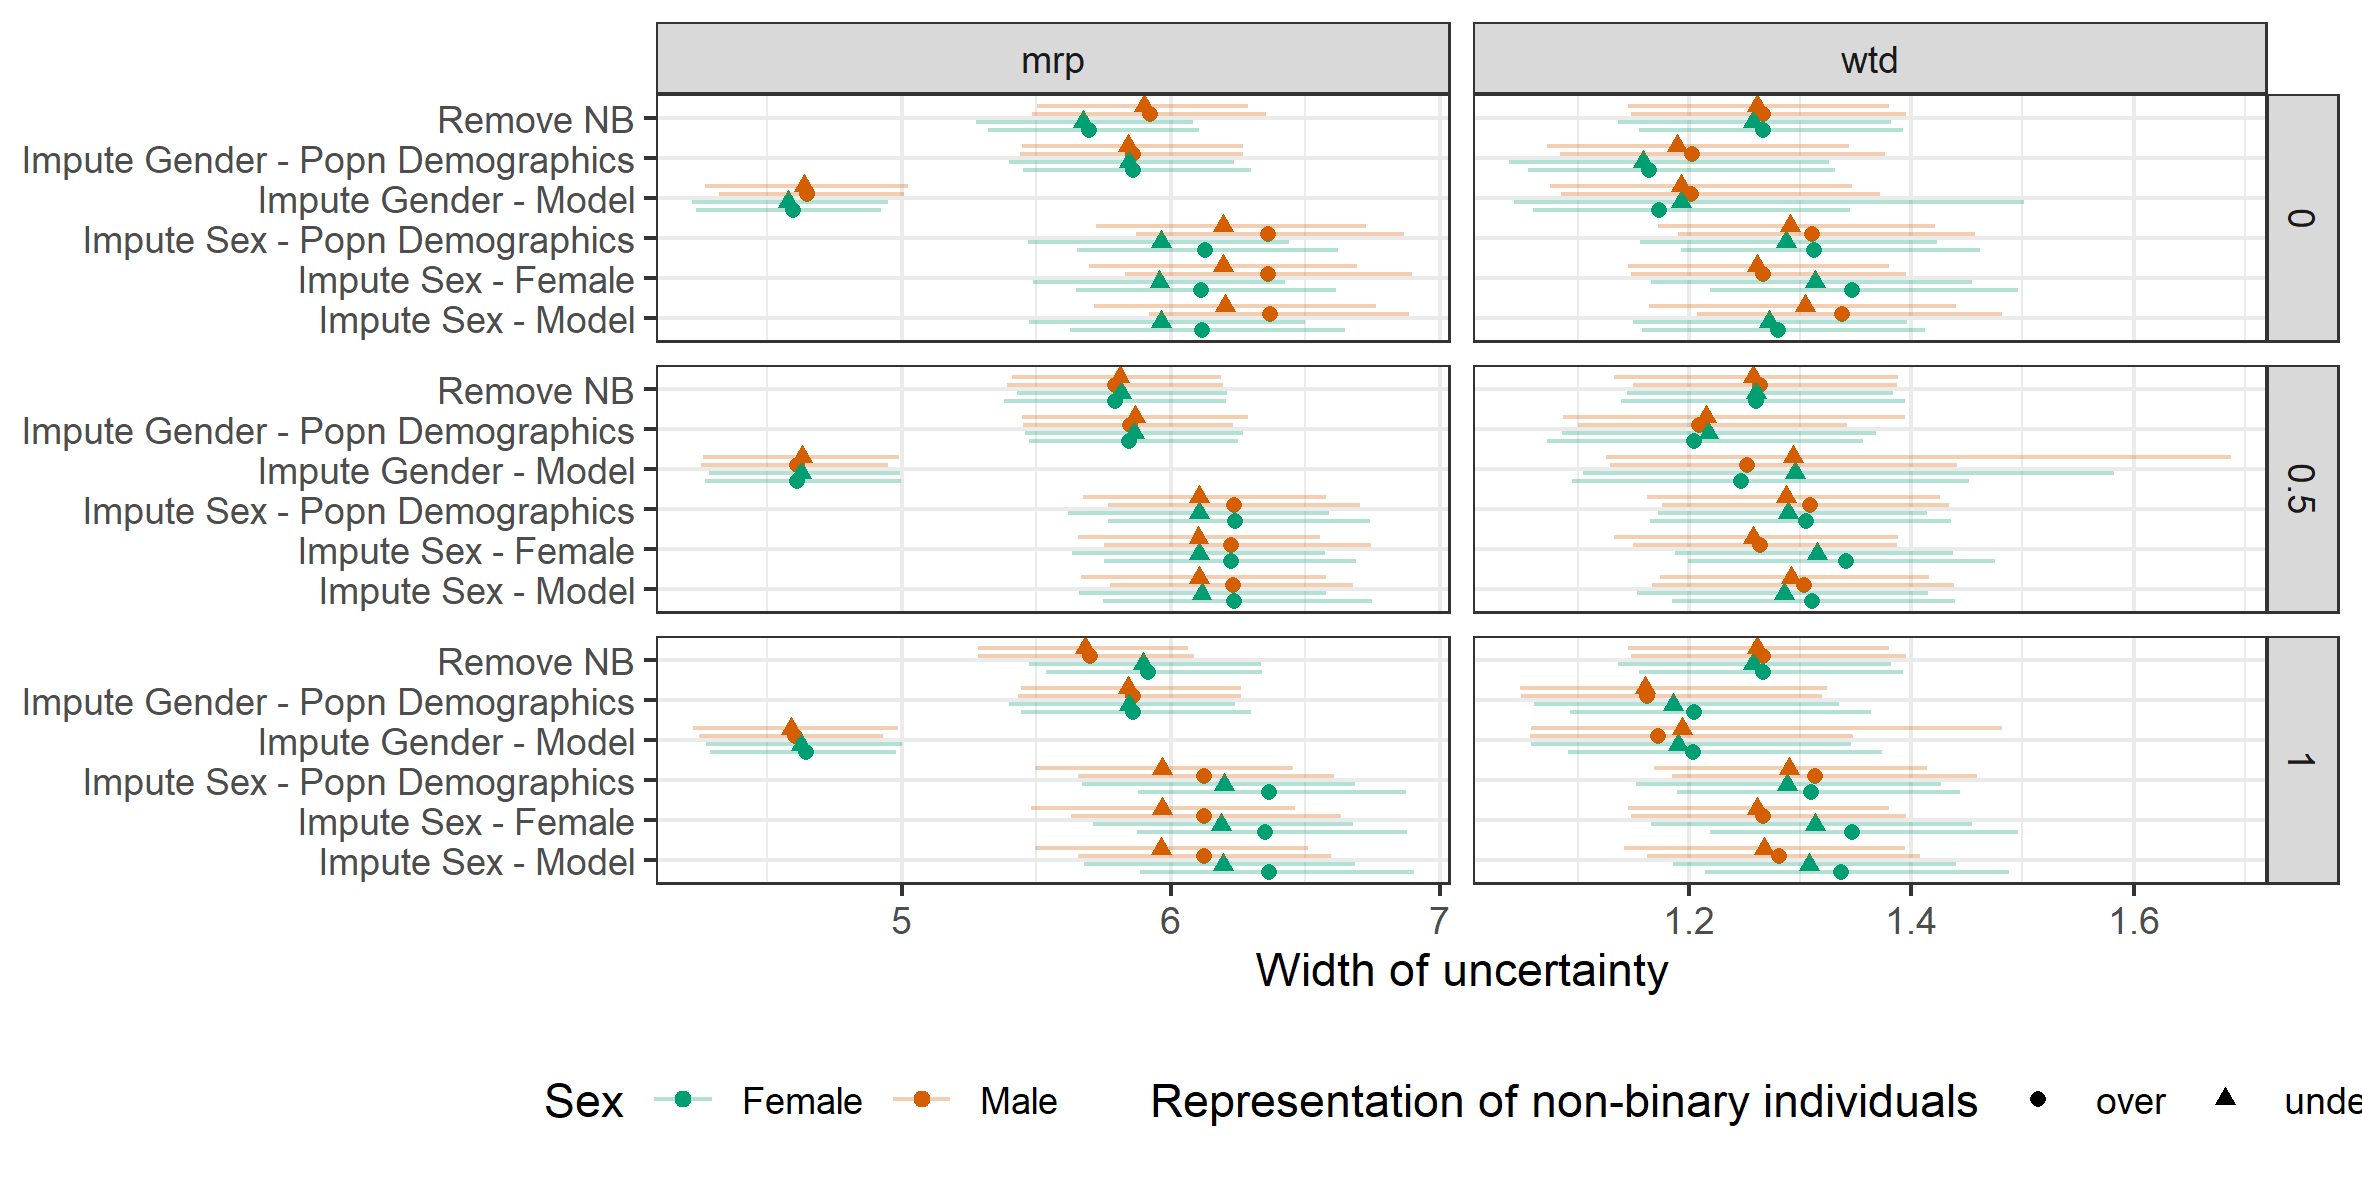 mrp wtd
Remove NB
Impute Gender - Popn Demographics
Impute Gender - Model
Impute Sex - Popn Demographics
Impute Sex - Female
Impute Sex - Model
0
Remove NB
Impute Gender - Popn Demographics
Impute Gender - Model
Impute Sex - Popn Demographics
Impute Sex - Female
Impute Sex - Model
0.5
Remove NB
Impute Gender - Popn Demographics
Impute Gender - Model
Impute Sex - Popn Demographics
Impute Sex - Female
Impute Sex - Model
1
5 6 7 1.2 1.4 1.6
Width of uncertainty
Sex Female Male Representation of non-binary individuals over unde